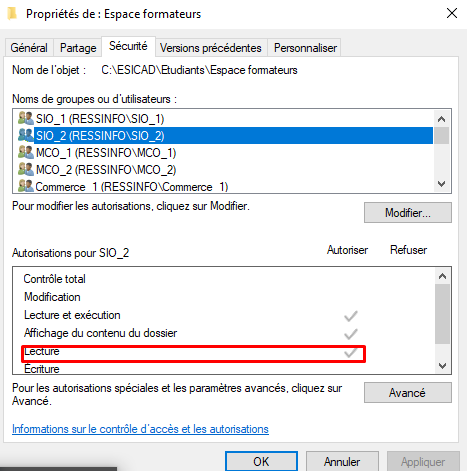 Propriétés de : Espace formateurs
Général Partage Sécurité Versions précédentes Personnaliser
Nom de l'objet : C:\ESICAD\Etudiants\Espace formateurs
Noms de groupes ou d'utilisateurs :
SIO_1 (RESSINFO\SIO_1)
SIO_2 (RESSINFO\SIO_2)
MCO_1 (RESSINFO\MCO_1)
MCO_2 (RESSINFO\MCO_2)
Commerce_1 (RESSINFO\Commerce_1)
Pour modifier les autorisations, cliquez sur Modifier.
Modifier...
Autorisations pour SIO_2 Autoriser Refuser
Contrôle total
Modification
Lecture et exécution
Affichage du contenu du dossier
Lecture
Écriture
Pour les autorisations spéciales et les paramètres avancés, cliquez sur
Avancé.
Avancé
Informations sur le contrôle d'accès et les autorisations
OK Annuler Appliquer